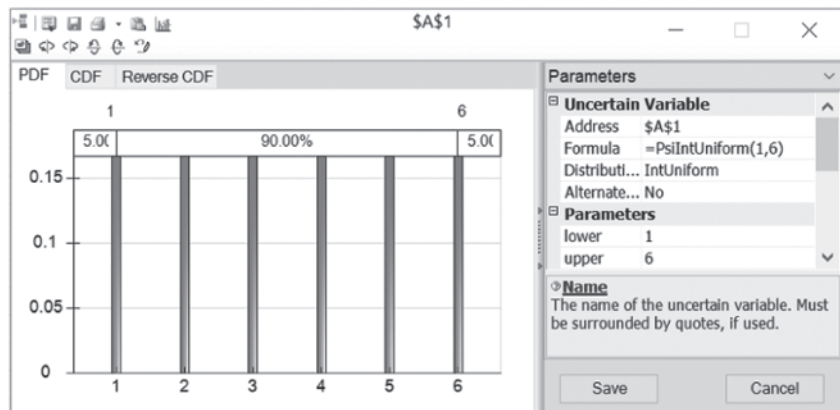 $A$1
PDF CDF Reverse CDF
1 6
5.0( 90.00% 5.0(
0.15
0.1
0.05
0
1 2 3 4 5 6
Parameters
Uncertain Variable
Address $A$1
Formula =PsiIntUniform(1,6)
Distributi... IntUniform
Alternate... No
Parameters
lower 1
upper 6
Name
The name of the uncertain variable. Must
be surrounded by quotes, if used.
Save Cancel